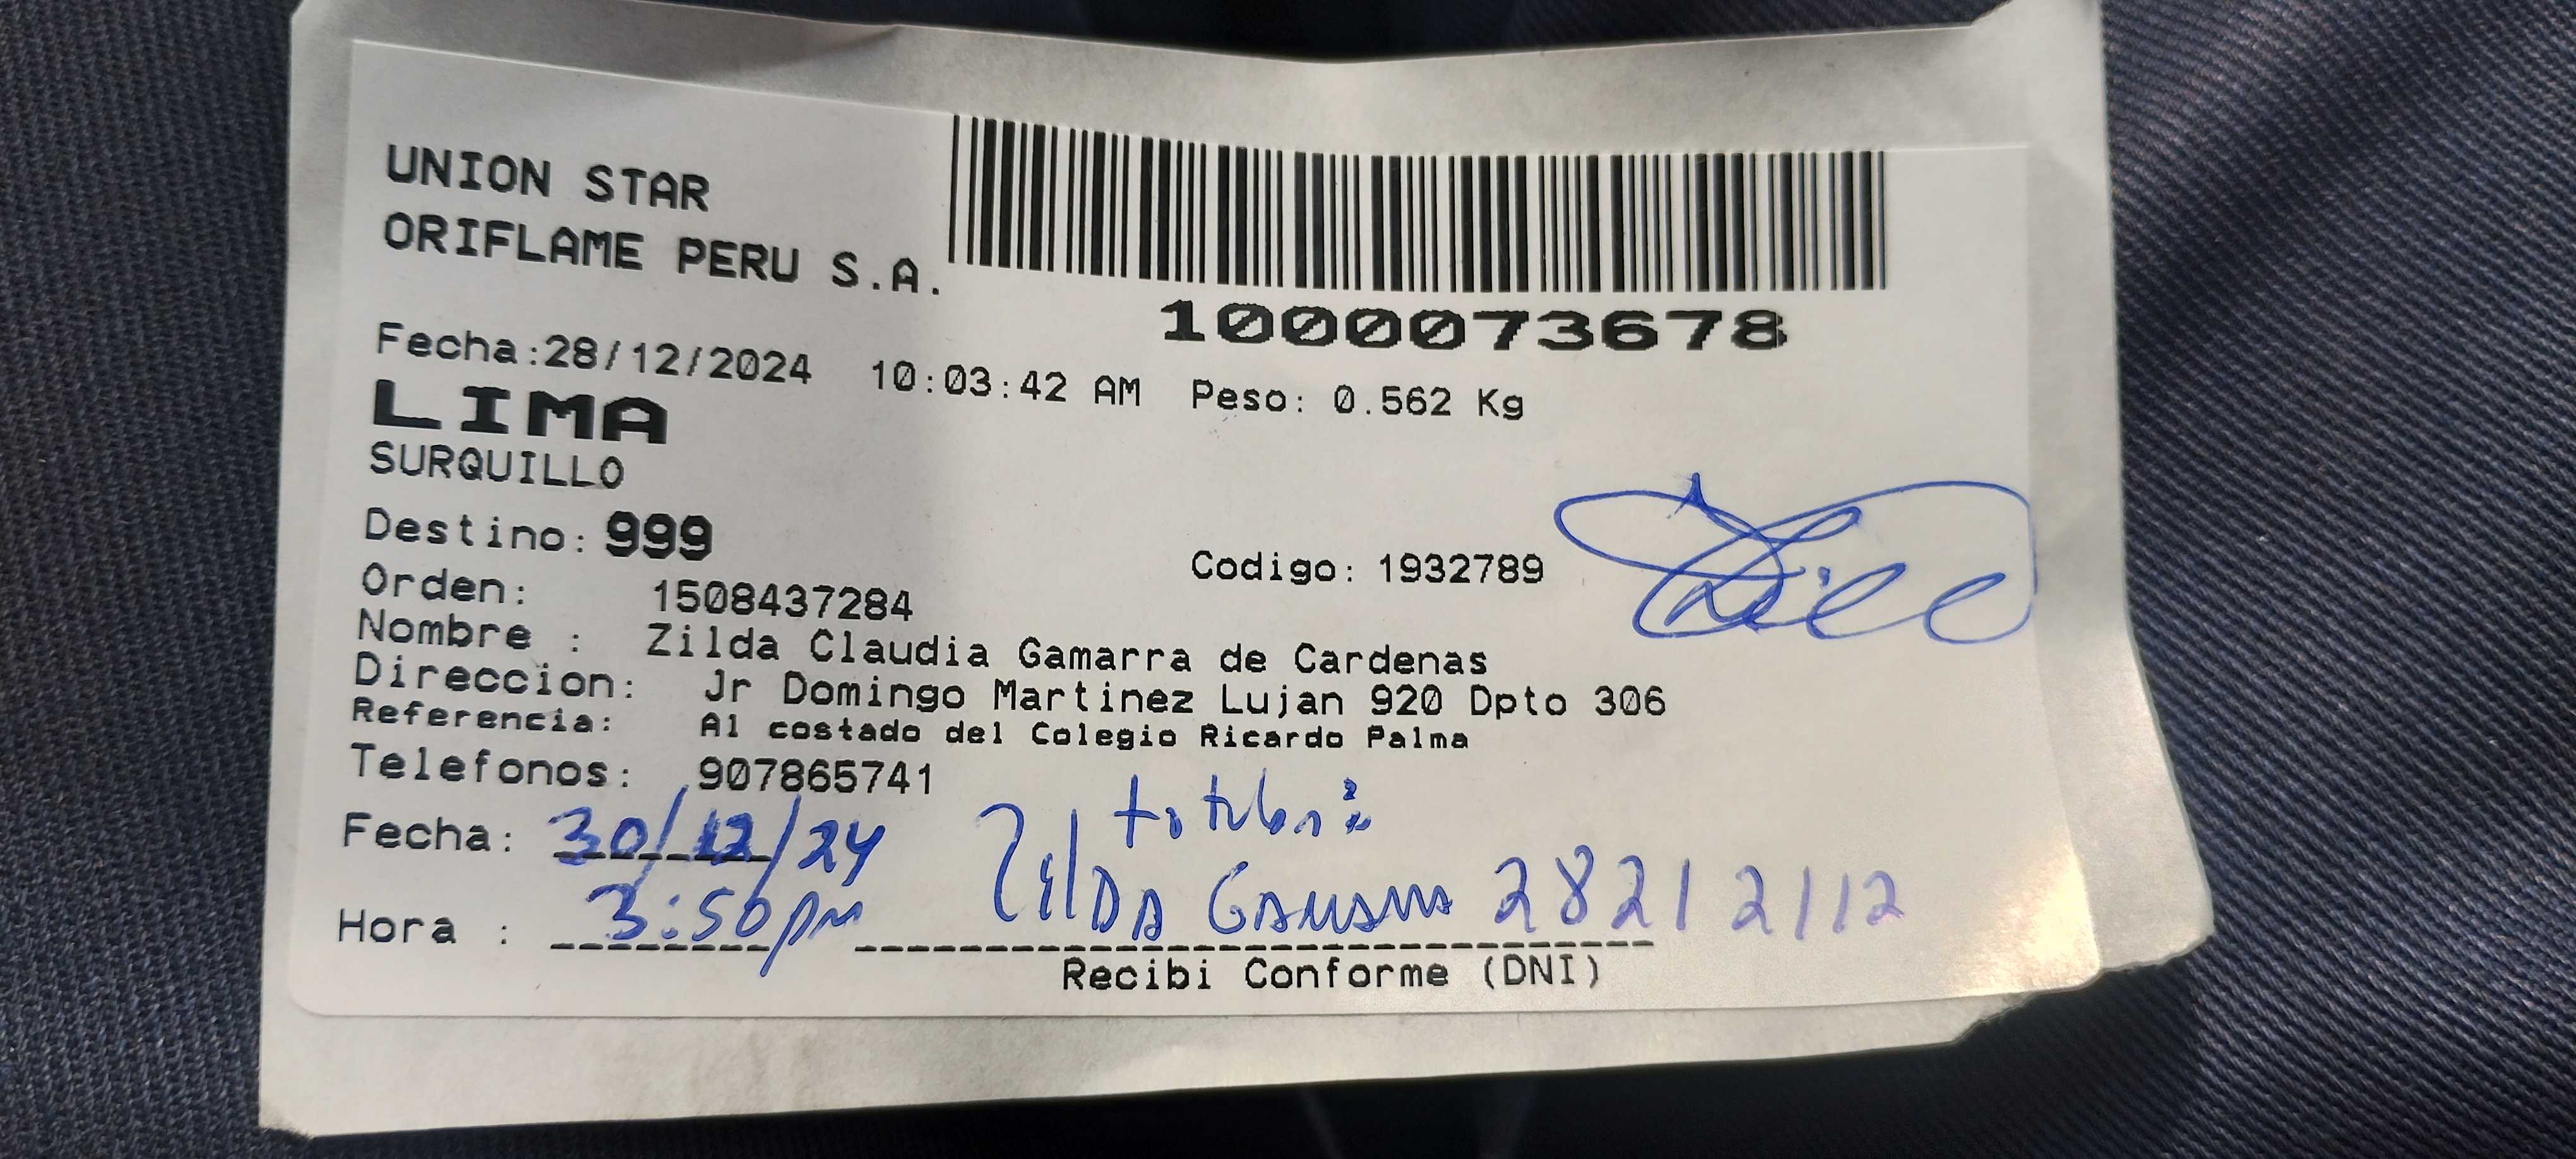 UNION STAR
ORIFLAME PERU S.A.
1000073678
Fecha:28/12/2024 10:03:42 AM Peso: 0.562 Kg
LIMA
SURQUILLO
Destino: 999
Codigo: 1932789
Orden: 1508437284
Nombre : Zilda Claudia Gamarra de Cardenas
Direccion: Jr Domingo Martinez Lujan 920 Dpto 306
Referencia: Al costado del Colegio Ricardo Palma
Telefonos: 907865741
Fecha: 30/12/24
Hora : 3:50pm ZilDA GAMARRA 28212112
Recibi Conforme (DNI)